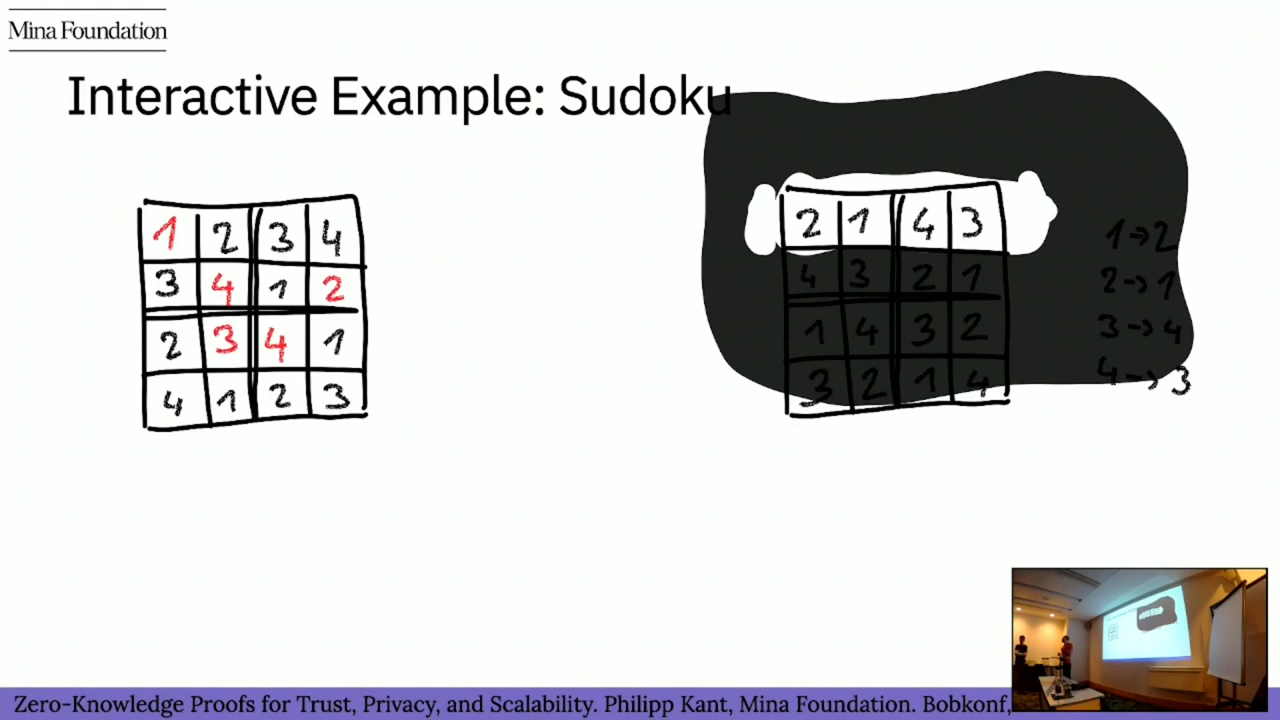 Mina Foundation
Interactive Example: Sudoku
1 2 3 4
3 4 1 2
2 3 4 1
4 1 2 3
2 1 4 3
4 3 2 1
1 4 3 2
3 2 1 4
1→2
2→1
3→4
4→3
Zero-Knowledge Proofs for Trust, Privacy, and Scalability. Philipp Kant, Mina Foundation. Bobkonf,